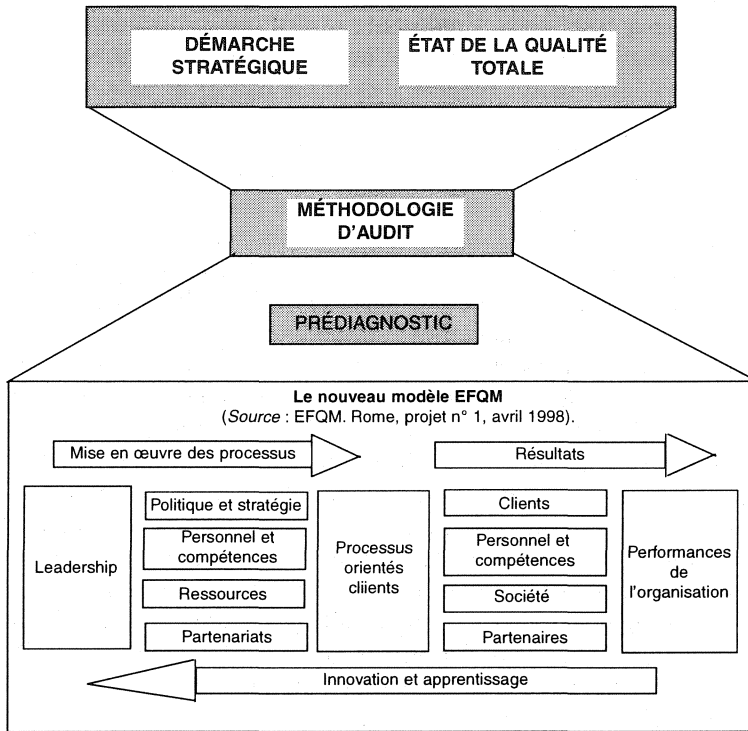 DÉMARCHE
STRATÉGIQUE
ÉTAT DE LA QUALITÉ
TOTALE
MÉTHODOLOGIE
D'AUDIT
PRÉDIAGNOSTIC
Le nouveau modèle EFQM
(Source : EFQM. Rome, projet n° 1, avril 1998).
Mise en œuvre des processus
Résultats
Leadership
Politique et stratégie
Personnel et
compétences
Ressources
Partenariats
Processus
orientés
cliients
Clients
Personnel et
compétences
Société
Partenaires
Performances
de
l'organisation
Innovation et apprentissage